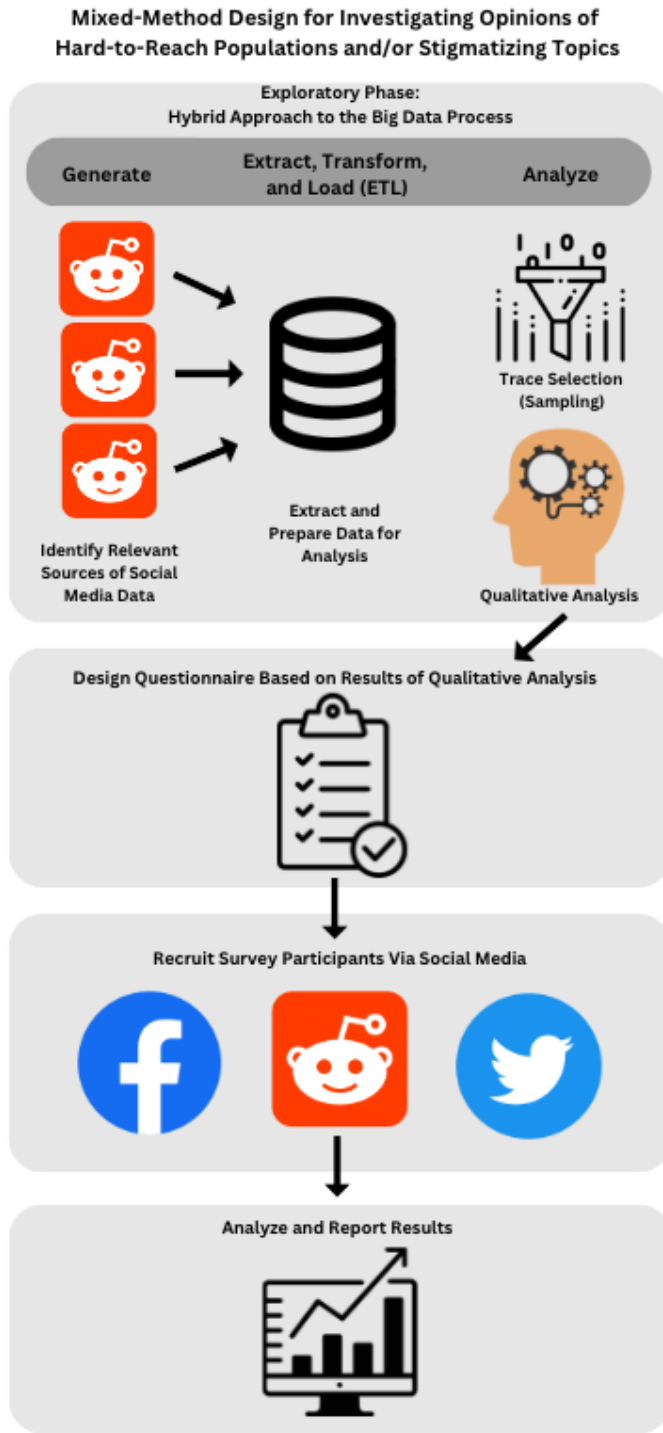 Mixed-Method Design for Investigating Opinions of
Hard-to-Reach Populations and/or Stigmatizing Topics
Exploratory Phase:
Hybrid Approach to the Big Data Process
Generate
Extract, Transform,
and Load (ETL)
Analyze
Trace Selection
(Sampling)
Extract and
Prepare Data for
Analysis
Identify Relevant
Sources of Social
Media Data
Qualitative Analysis
Design Questionnaire Based on Results of Qualitative Analysis
Recruit Survey Participants Via Social Media
Analyze and Report Results